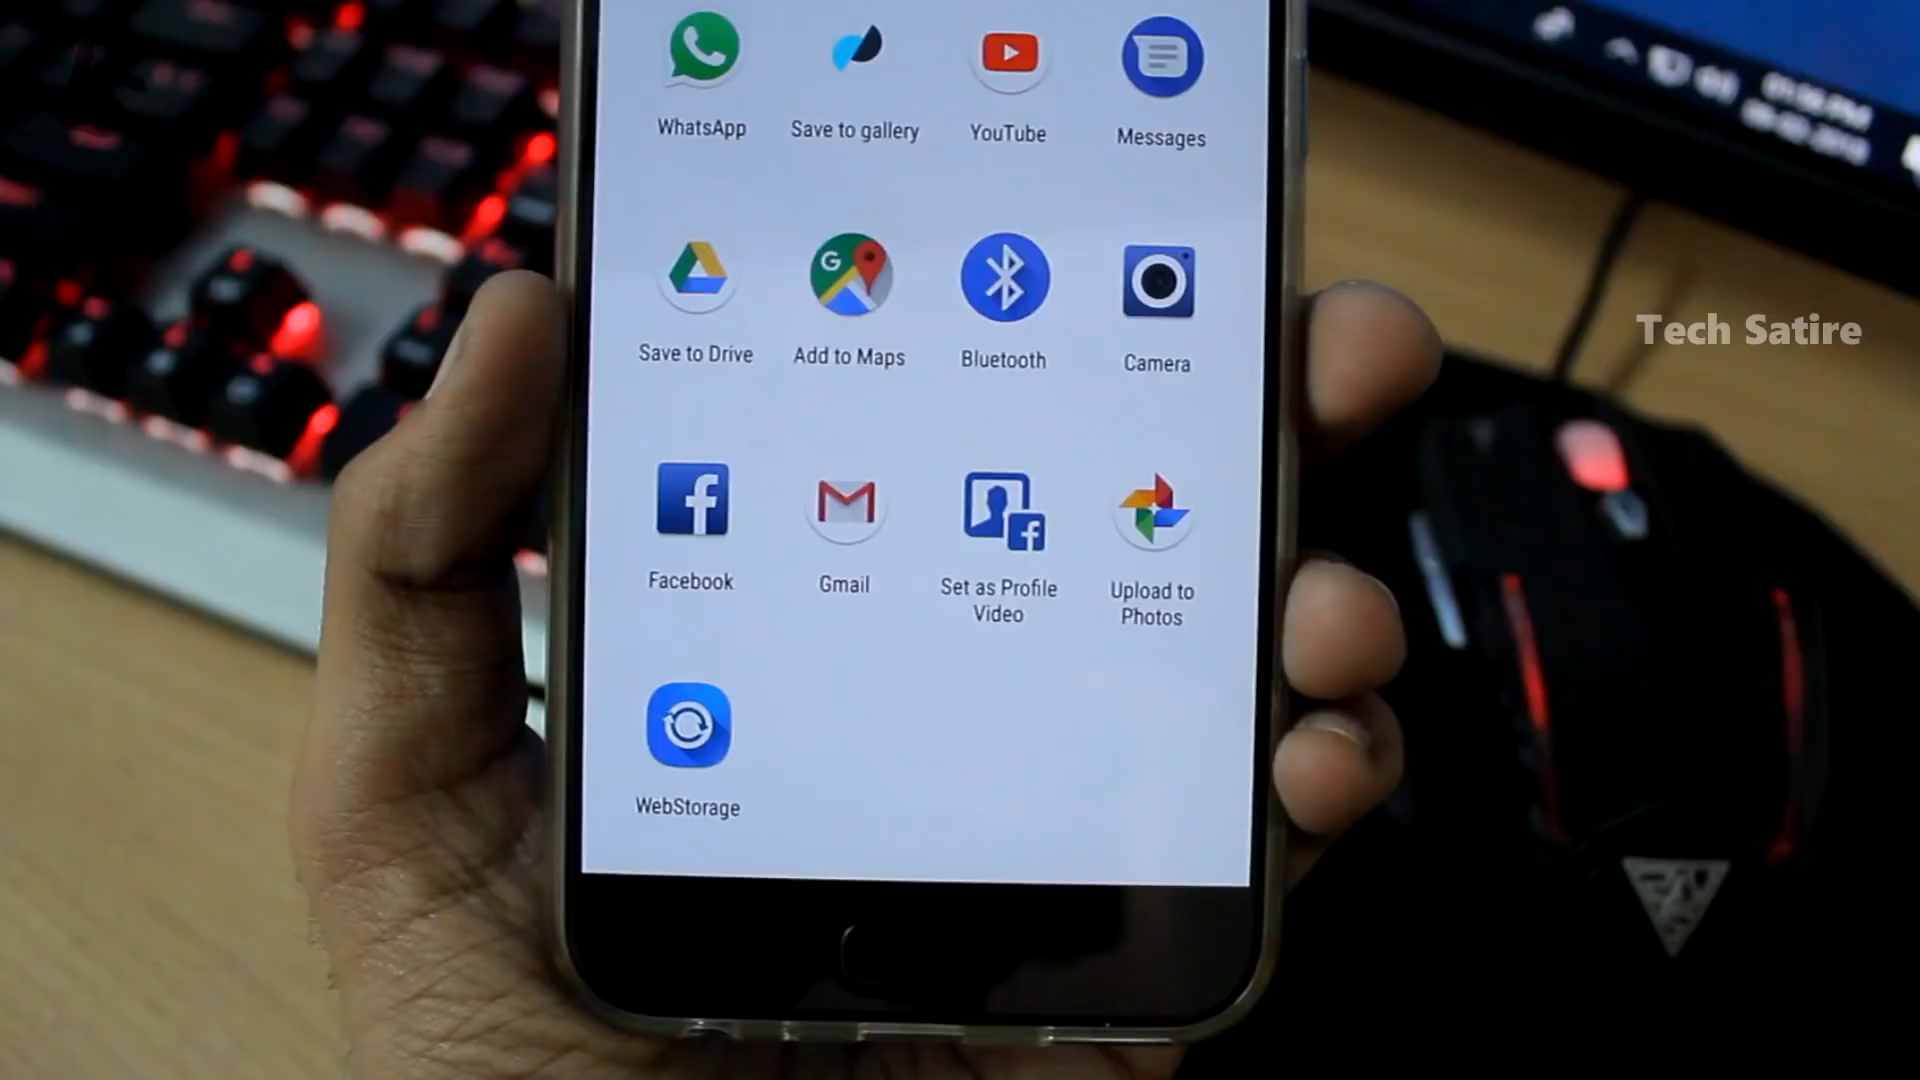 WhatsApp
Save to gallery
YouTube
Messages
Save to Drive
Add to Maps
Bluetooth
Camera
Tech Satire
Facebook
Gmail
Set as Profile
Video
Upload to
Photos
WebStorage